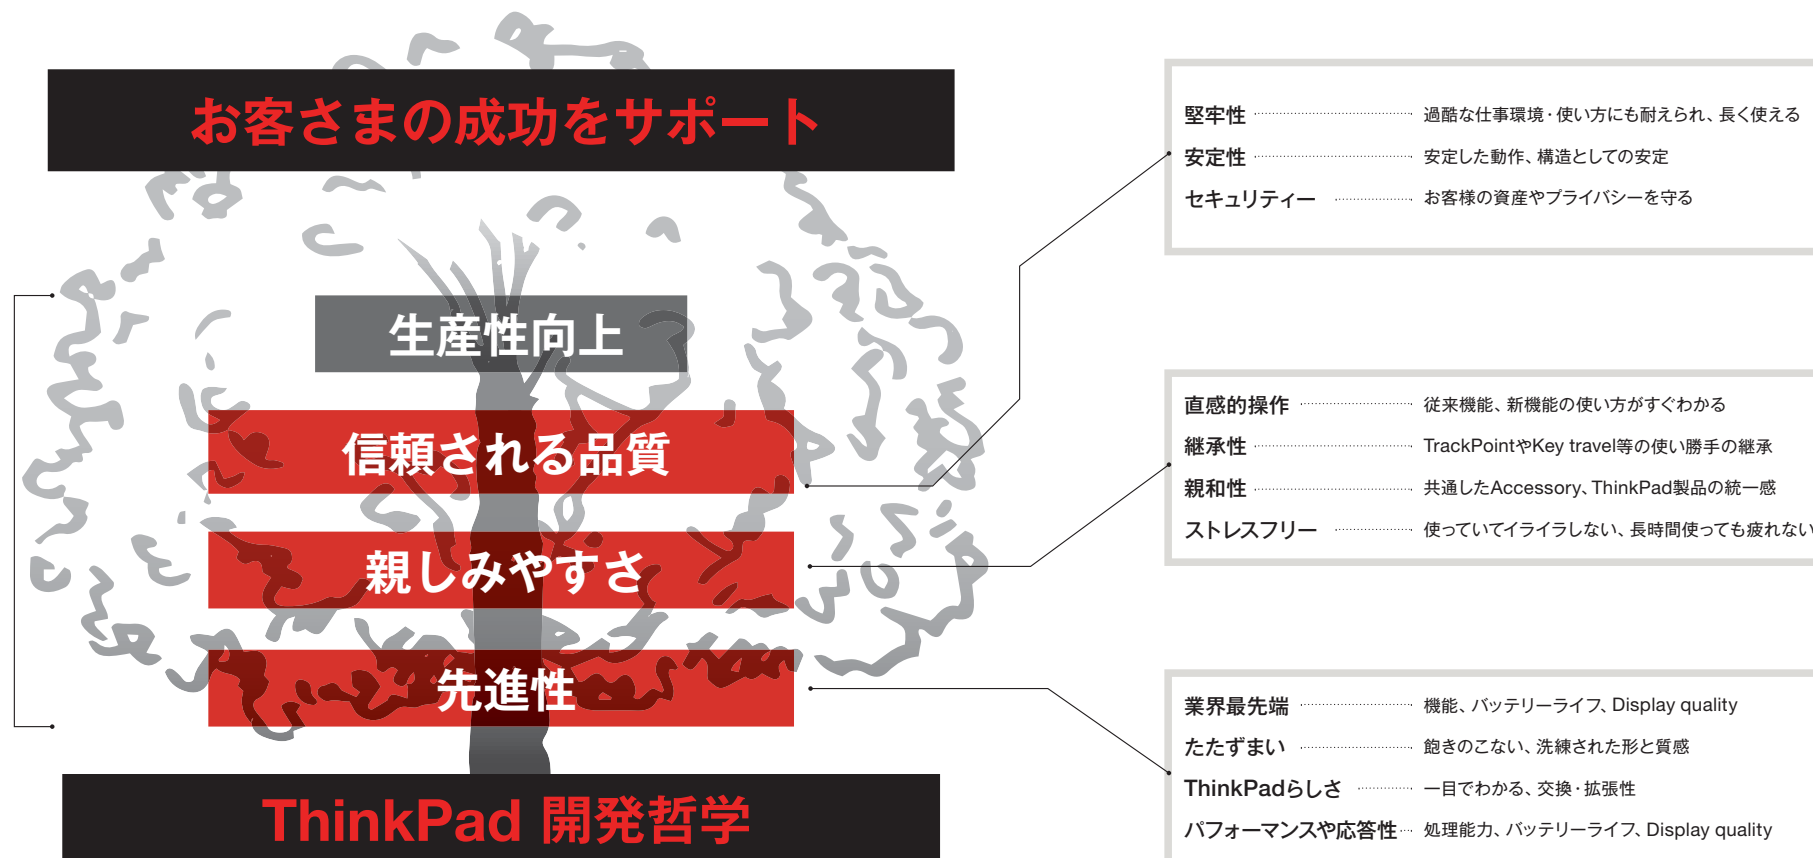 お客さまの成功をサポート
生産性向上
信頼される品質
親しみやすさ
先進性
ThinkPad 開発哲学
堅牢性 過酷な仕事環境・使い方にも耐えられ、長く使える
安定性 安定した動作、構造としての安定
セキュリティー お客様の資産やプライバシーを守る
直感的操作 従来機能、新機能の使い方がすぐわかる
継承性 TrackPointやKey travel等の使い勝手の継承
親和性 共通したAccessory、ThinkPad製品の統一感
ストレスフリー 使っていてイライラしない、長時間使っても疲れない
業界最先端 機能、バッテリーライフ、Display quality
たたずまい 飽きのこない、洗練された形と質感
ThinkPadらしさ 一目でわかる、交換・拡張性
パフォーマンスや応答性 処理能力、バッテリーライフ、Display quality